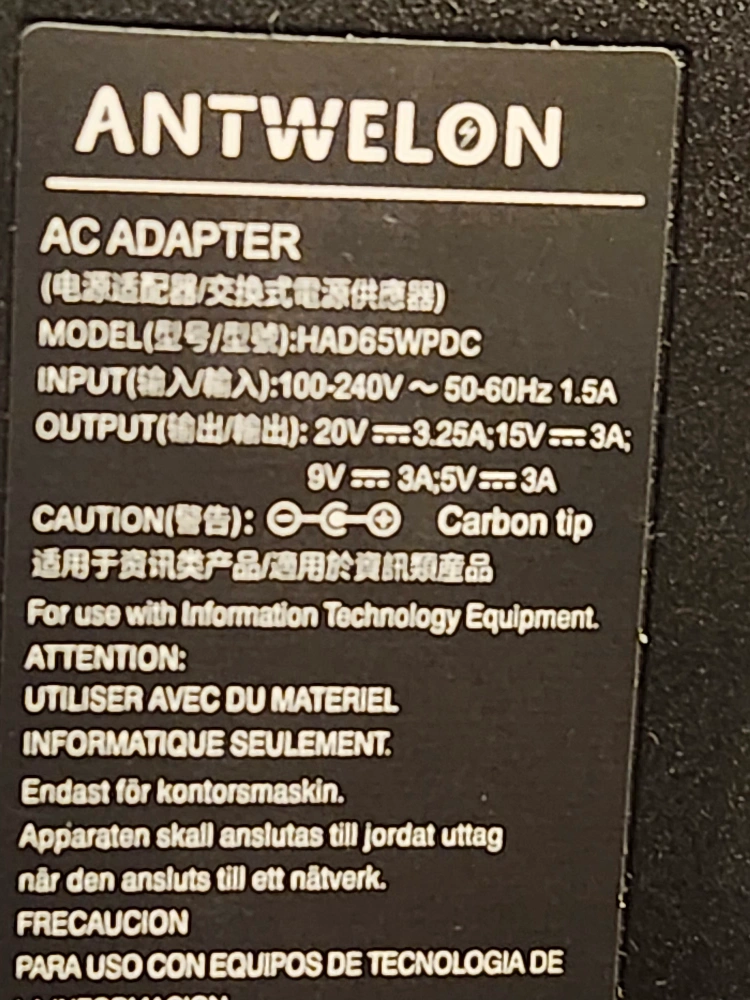 ANTWELON
AC ADAPTER
(电源适配器/交换式電源供應器)
MODEL(型号/型號):HAD65WPDC
INPUT(输入/輸入):100-240V ~ 50-60Hz 1.5A
OUTPUT(输出/輸出): 20V ⎓ 3.25A;15V ⎓ 3A;
9V ⎓ 3A;5V ⎓ 3A
CAUTION(警告): Carbon tip
适用于资讯类产品/適用於資訊類産品
For use with Information Technology Equipment.
ATTENTION:
UTILISER AVEC DU MATERIEL
INFORMATIQUE SEULEMENT.
Endast för kontorsmaskin.
Apparaten skall anslutas till jordat uttag
når den ansluts till ett nätverk.
FRECAUCION
PARA USO CON EQUIPOS DE TECNOLOGIA DE